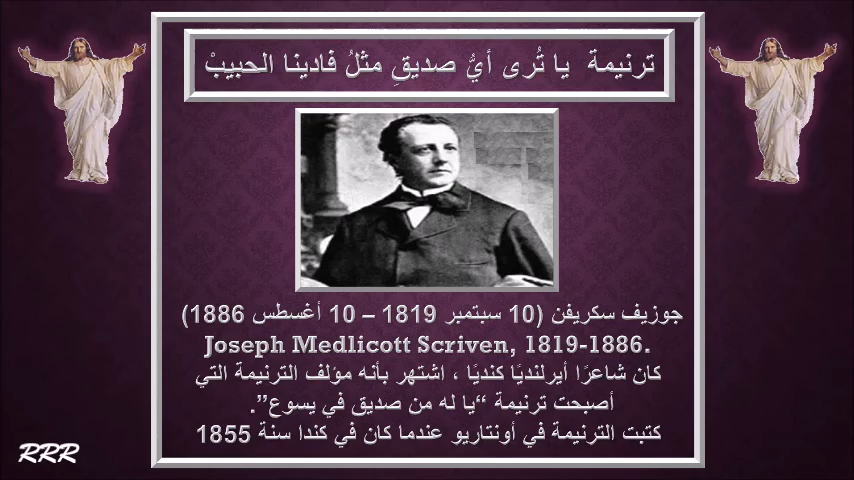 ترنيمة يا تُرى أيُّ صديقِ مثلُ فادينا الحبيبْ
جوزيف سكريفن (10 سبتمبر 1819 – 10 أغسطس 1886)
Joseph Medlicott Scriven, 1819-1886.
كان شاعرًا أيرلنديًا كنديًا ، اشتهر بأنه مؤلف الترنيمة التي
أصبحت ترنيمة “يا له من صديق في يسوع”.
كتبت الترنيمة في أونتاريو عندما كان في كندا سنة 1855
RRR